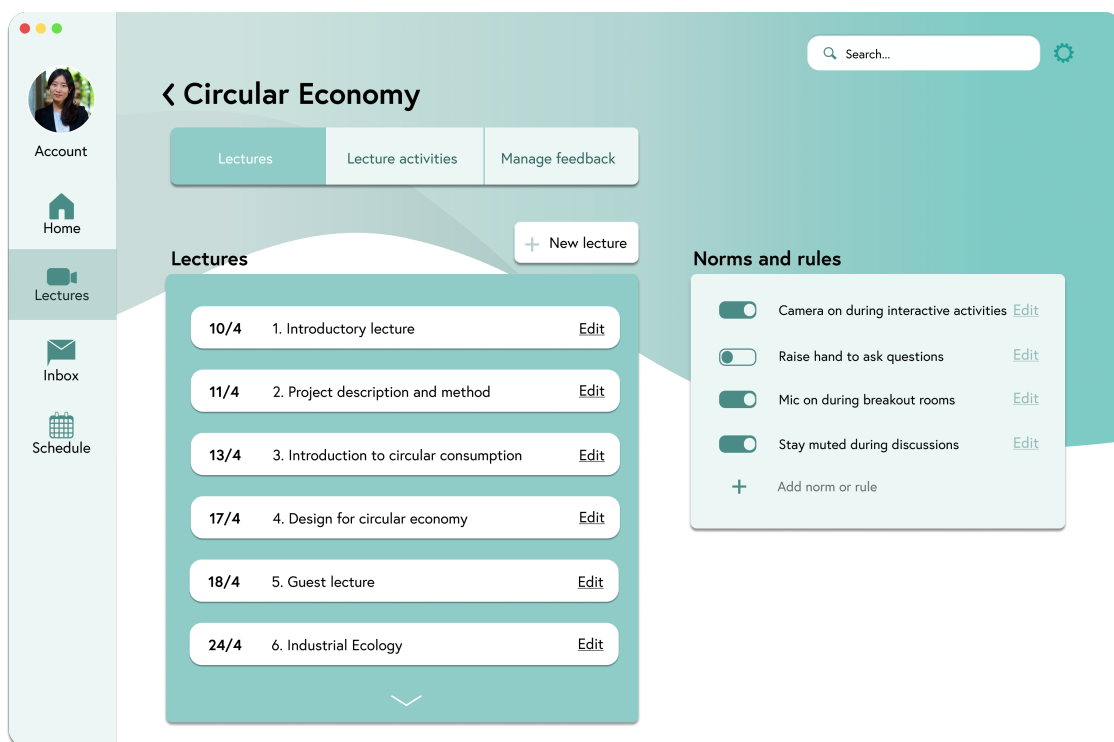 Search...
Circular Economy
Account
Lectures
Lecture activities
Manage feedback
Home
New lecture
Lectures
Norms and rules
Lectures
10/4 1. Introductory lecture Edit
11/4 2. Project description and method Edit
13/4 3. Introduction to circular consumption Edit
17/4 4. Design for circular economy Edit
18/4 5. Guest lecture Edit
24/4 6. Industrial Ecology Edit
Camera on during interactive activities Edit
Raise hand to ask questions Edit
Mic on during breakout rooms Edit
Stay muted during discussions Edit
Add norm or rule
Inbox
Schedule